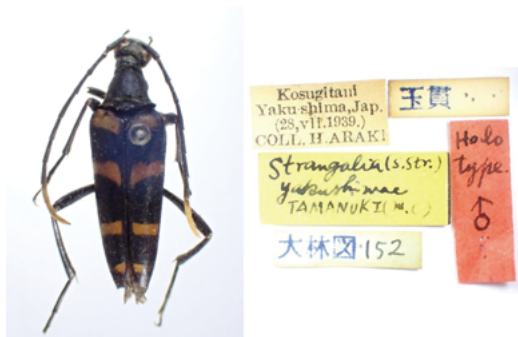 Kosugitani
Yaku-shima, Jap.
(28,vii.1939.)
COLL. H. ARAKI
玉貫
Strangalia (s.str.)
yakushimae
TAMANUKI
大林図・152
Holo
type.
♂